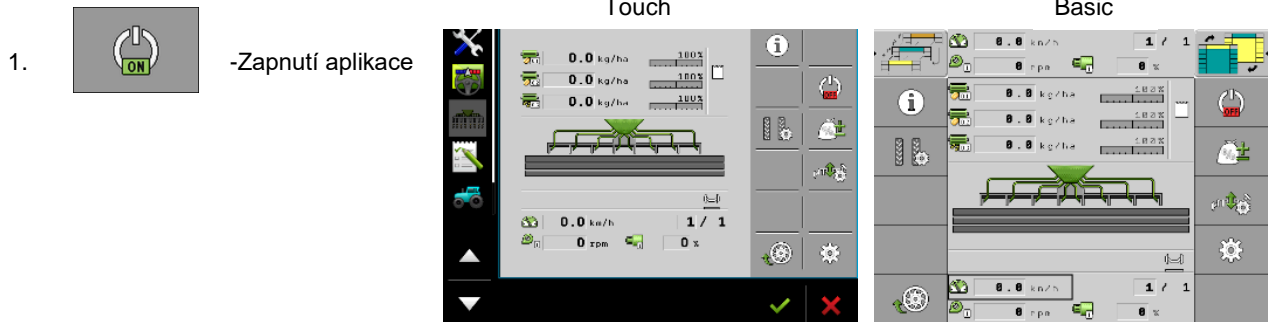 Touch
Basic
1.
ON
-Zapnutí aplikace
0.0 kg/ha 100%
0.0 kg/ha 100%
0.0 kg/ha 100%
OFF
0.0 km/h 1 / 1
0 rpm 0 %
0.0 km/h 1 / 1
0 rpm 0 %
0.0 kg/ha 100%
0.0 kg/ha 100%
0.0 kg/ha 100%
OFF
0.0 km/h 1 / 1
0 rpm 0 %